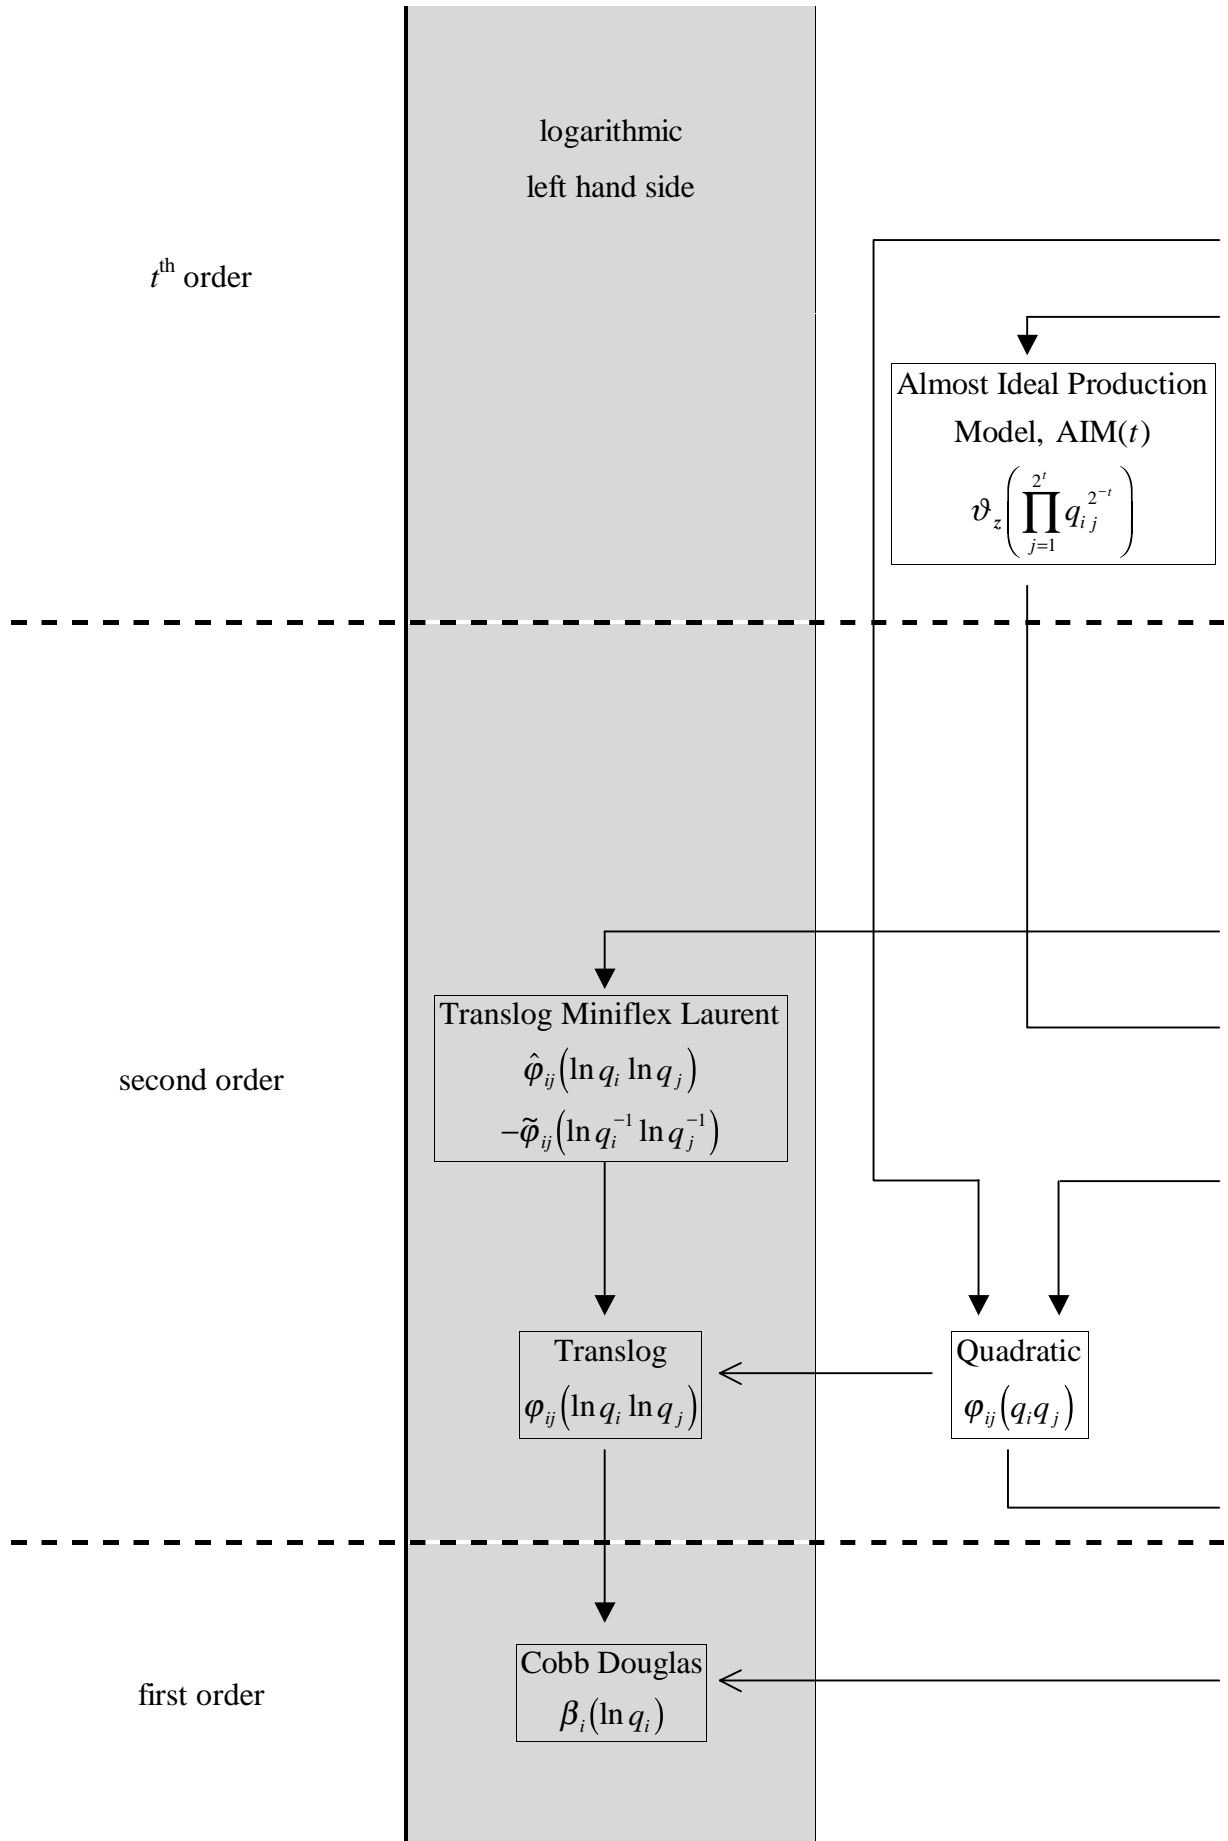 logarithmic
left hand side
t^th order
Almost Ideal Production
Model, AIM(t)
ϑ_z(∏_{j=1}^{2^t} q_{i j}^{2^{-t}})
Translog Miniflex Laurent
φ̂_ij(ln q_i ln q_j)
second order
−φ̃_ij(ln q_i^{-1} ln q_j^{-1})
Translog
φ_ij(ln q_i ln q_j)
Quadratic
φ_ij(q_i q_j)
Cobb Douglas
first order
β_i(ln q_i)